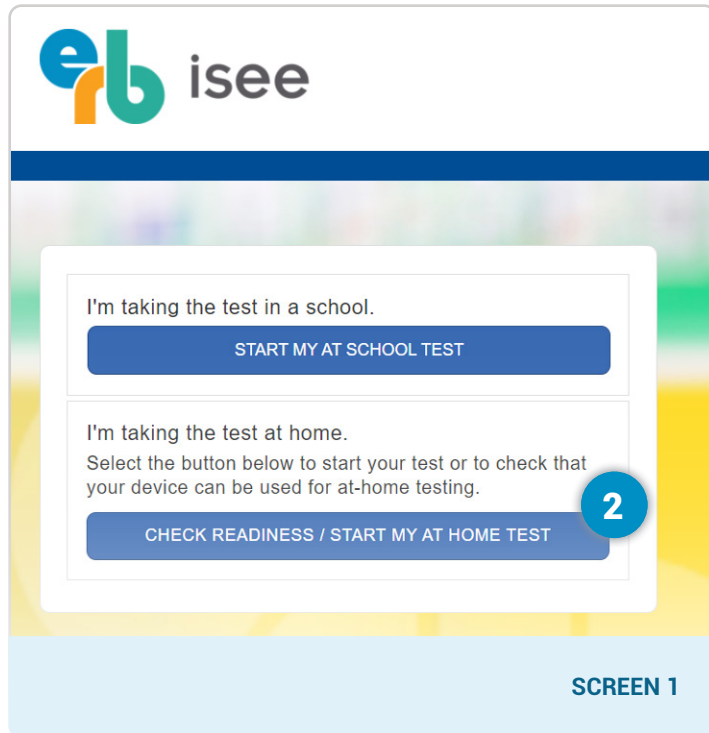 erb isee
I'm taking the test in a school.
START MY AT SCHOOL TEST
I'm taking the test at home.
Select the button below to start your test or to check that
your device can be used for at-home testing.
2
CHECK READINESS / START MY AT HOME TEST
SCREEN 1